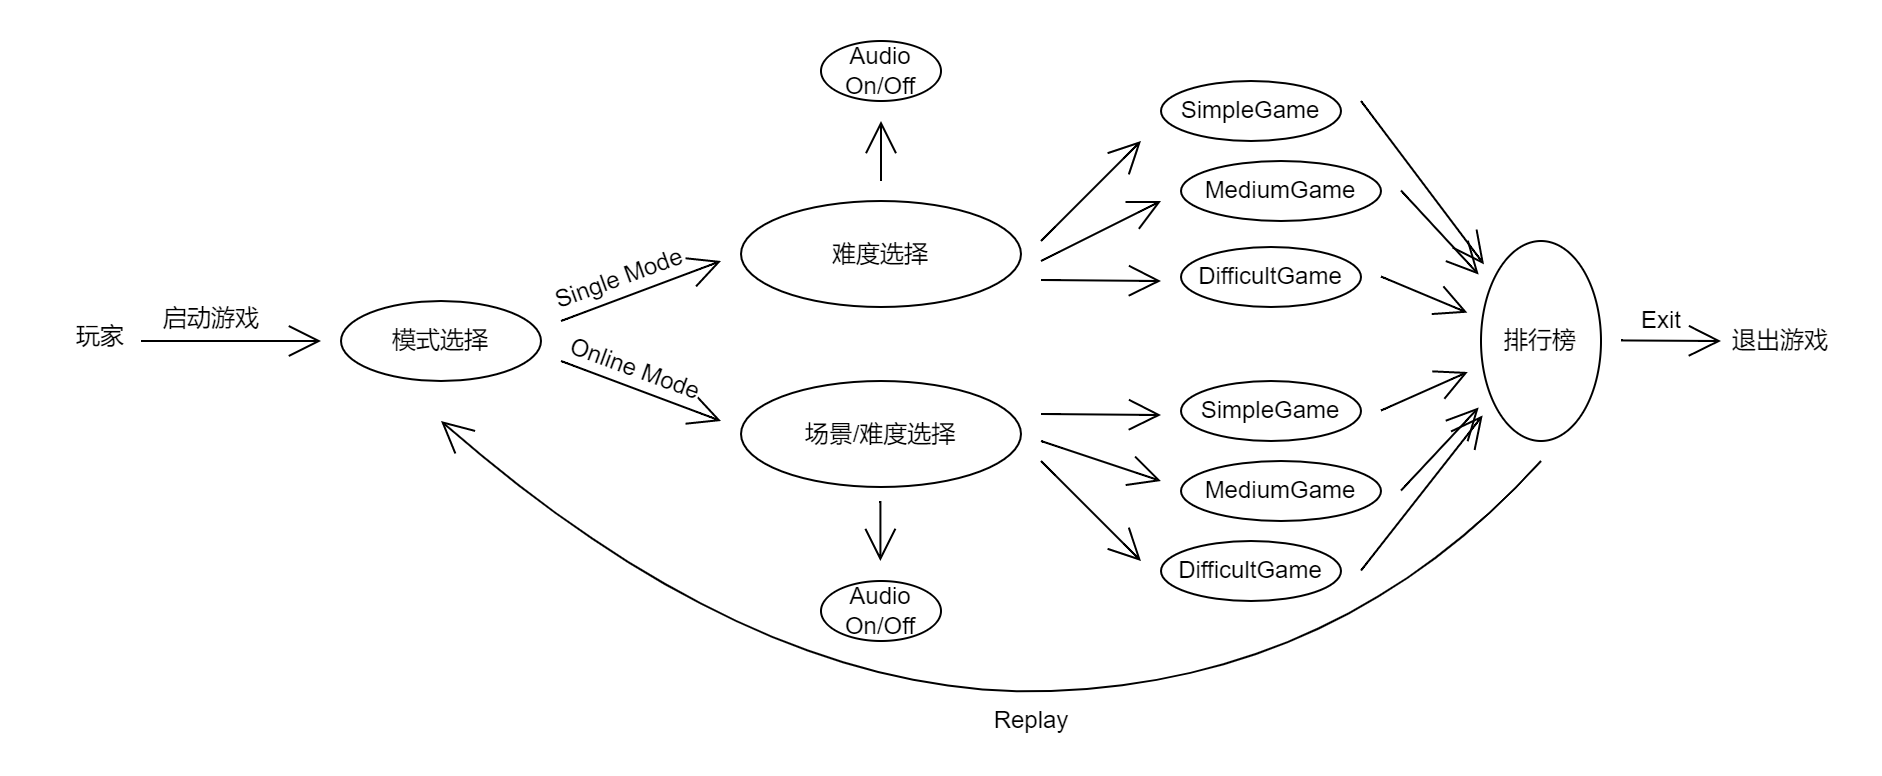 玩家
启动游戏
模式选择
Single Mode
Online Mode
Audio
On/Off
难度选择
场景/难度选择
Audio
On/Off
SimpleGame
MediumGame
DifficultGame
SimpleGame
MediumGame
DifficultGame
排行榜
Exit
退出游戏
Replay